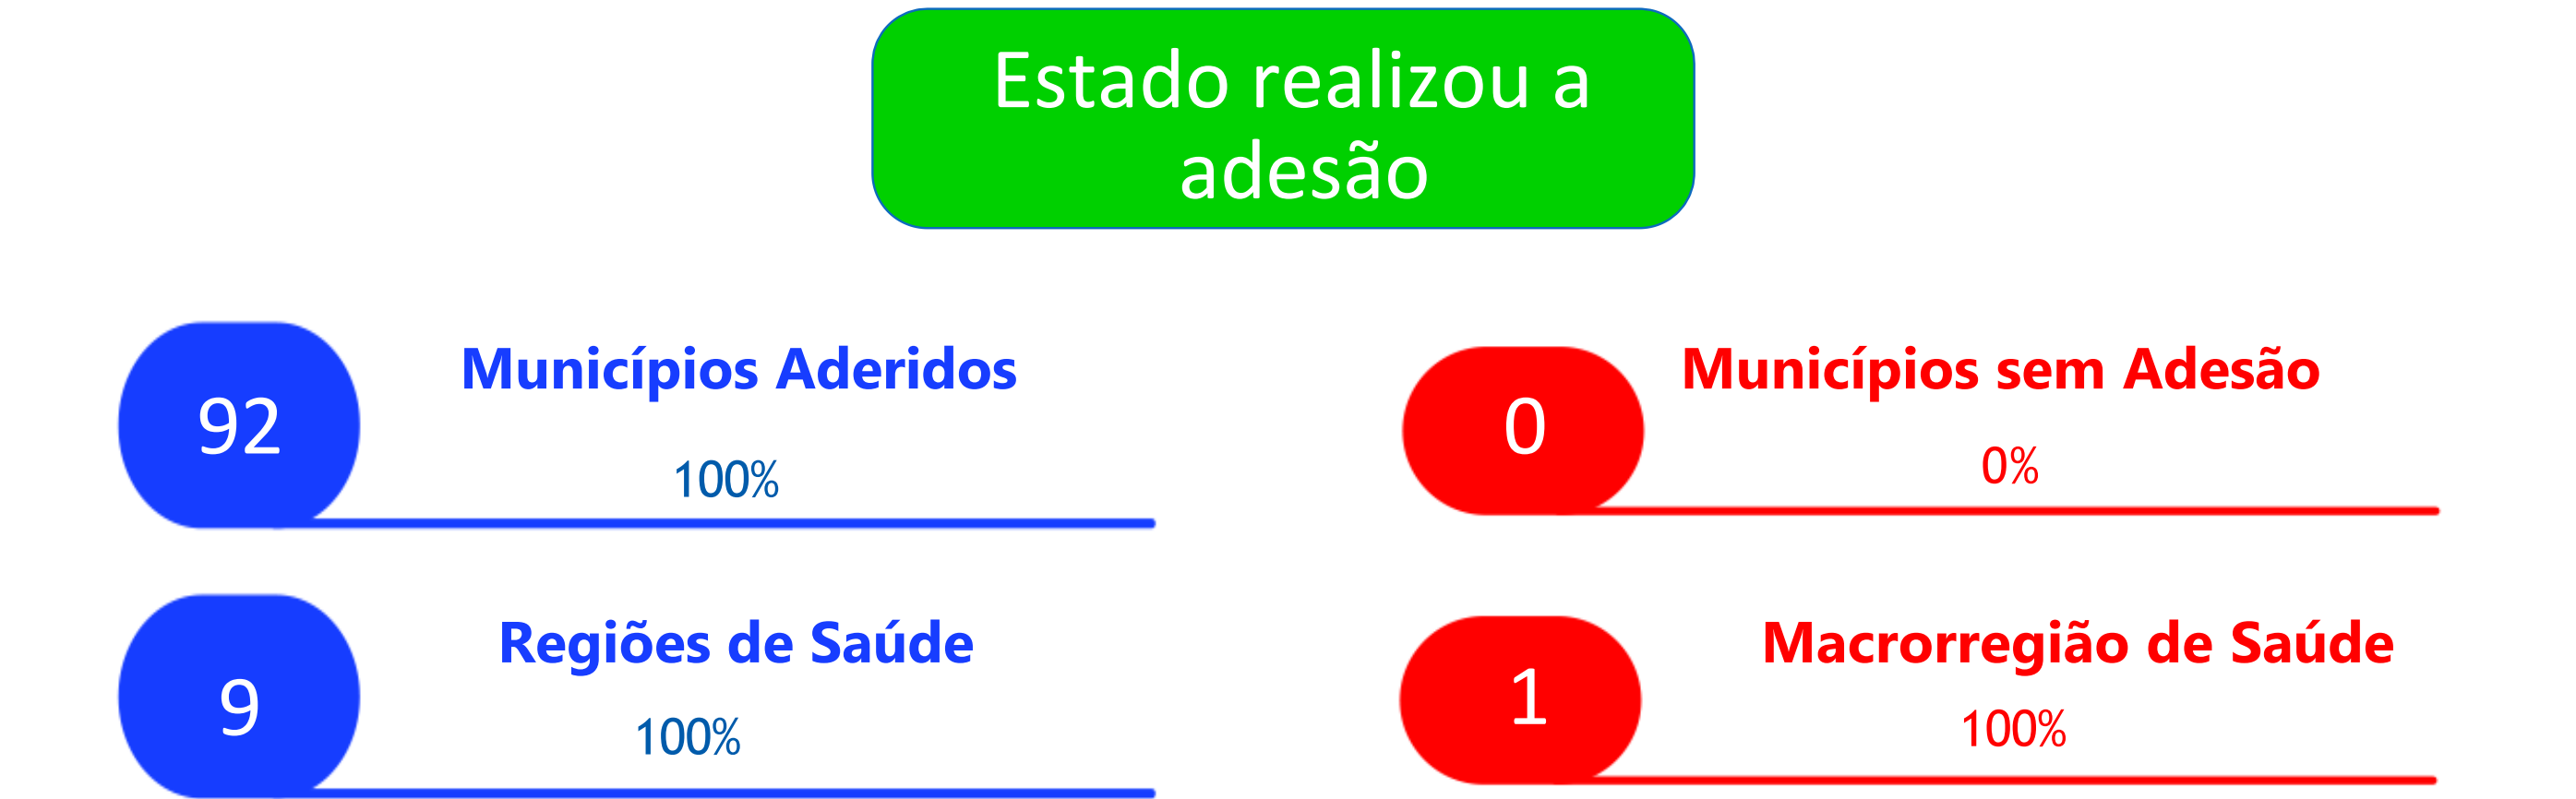 Estado realizou a
adesão
92
Municípios Aderidos
100%
0
Municípios sem Adesão
0%
9
Regiões de Saúde
100%
1
Macrorregião de Saúde
100%